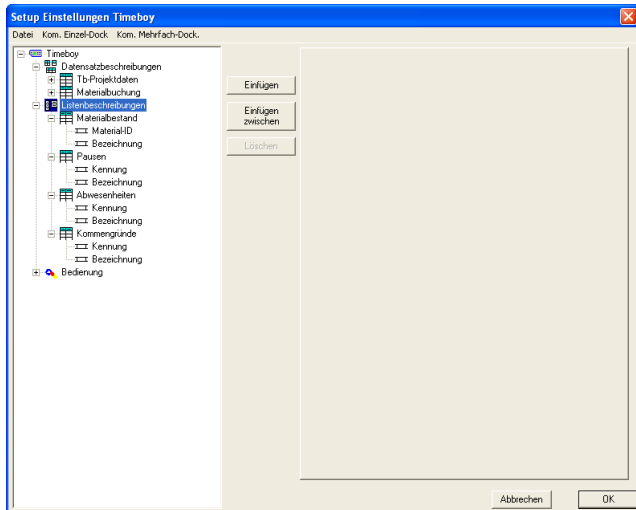 Setup Einstellungen Timeboy
Datei Kom. Einzel-Dock Kom. Mehrfach-Dock.
Timeboy
Datensatzbeschreibungen
Tb-Projektdaten
Materialbuchung
Listenbeschreibungen
Materialbestand
Material-ID
Bezeichnung
Pausen
Kennung
Bezeichnung
Abwesenheiten
Kennung
Bezeichnung
Kommengründe
Kennung
Bezeichnung
Bedienung
Einfügen
Einfügen
zwischen
Löschen
Abbrechen OK